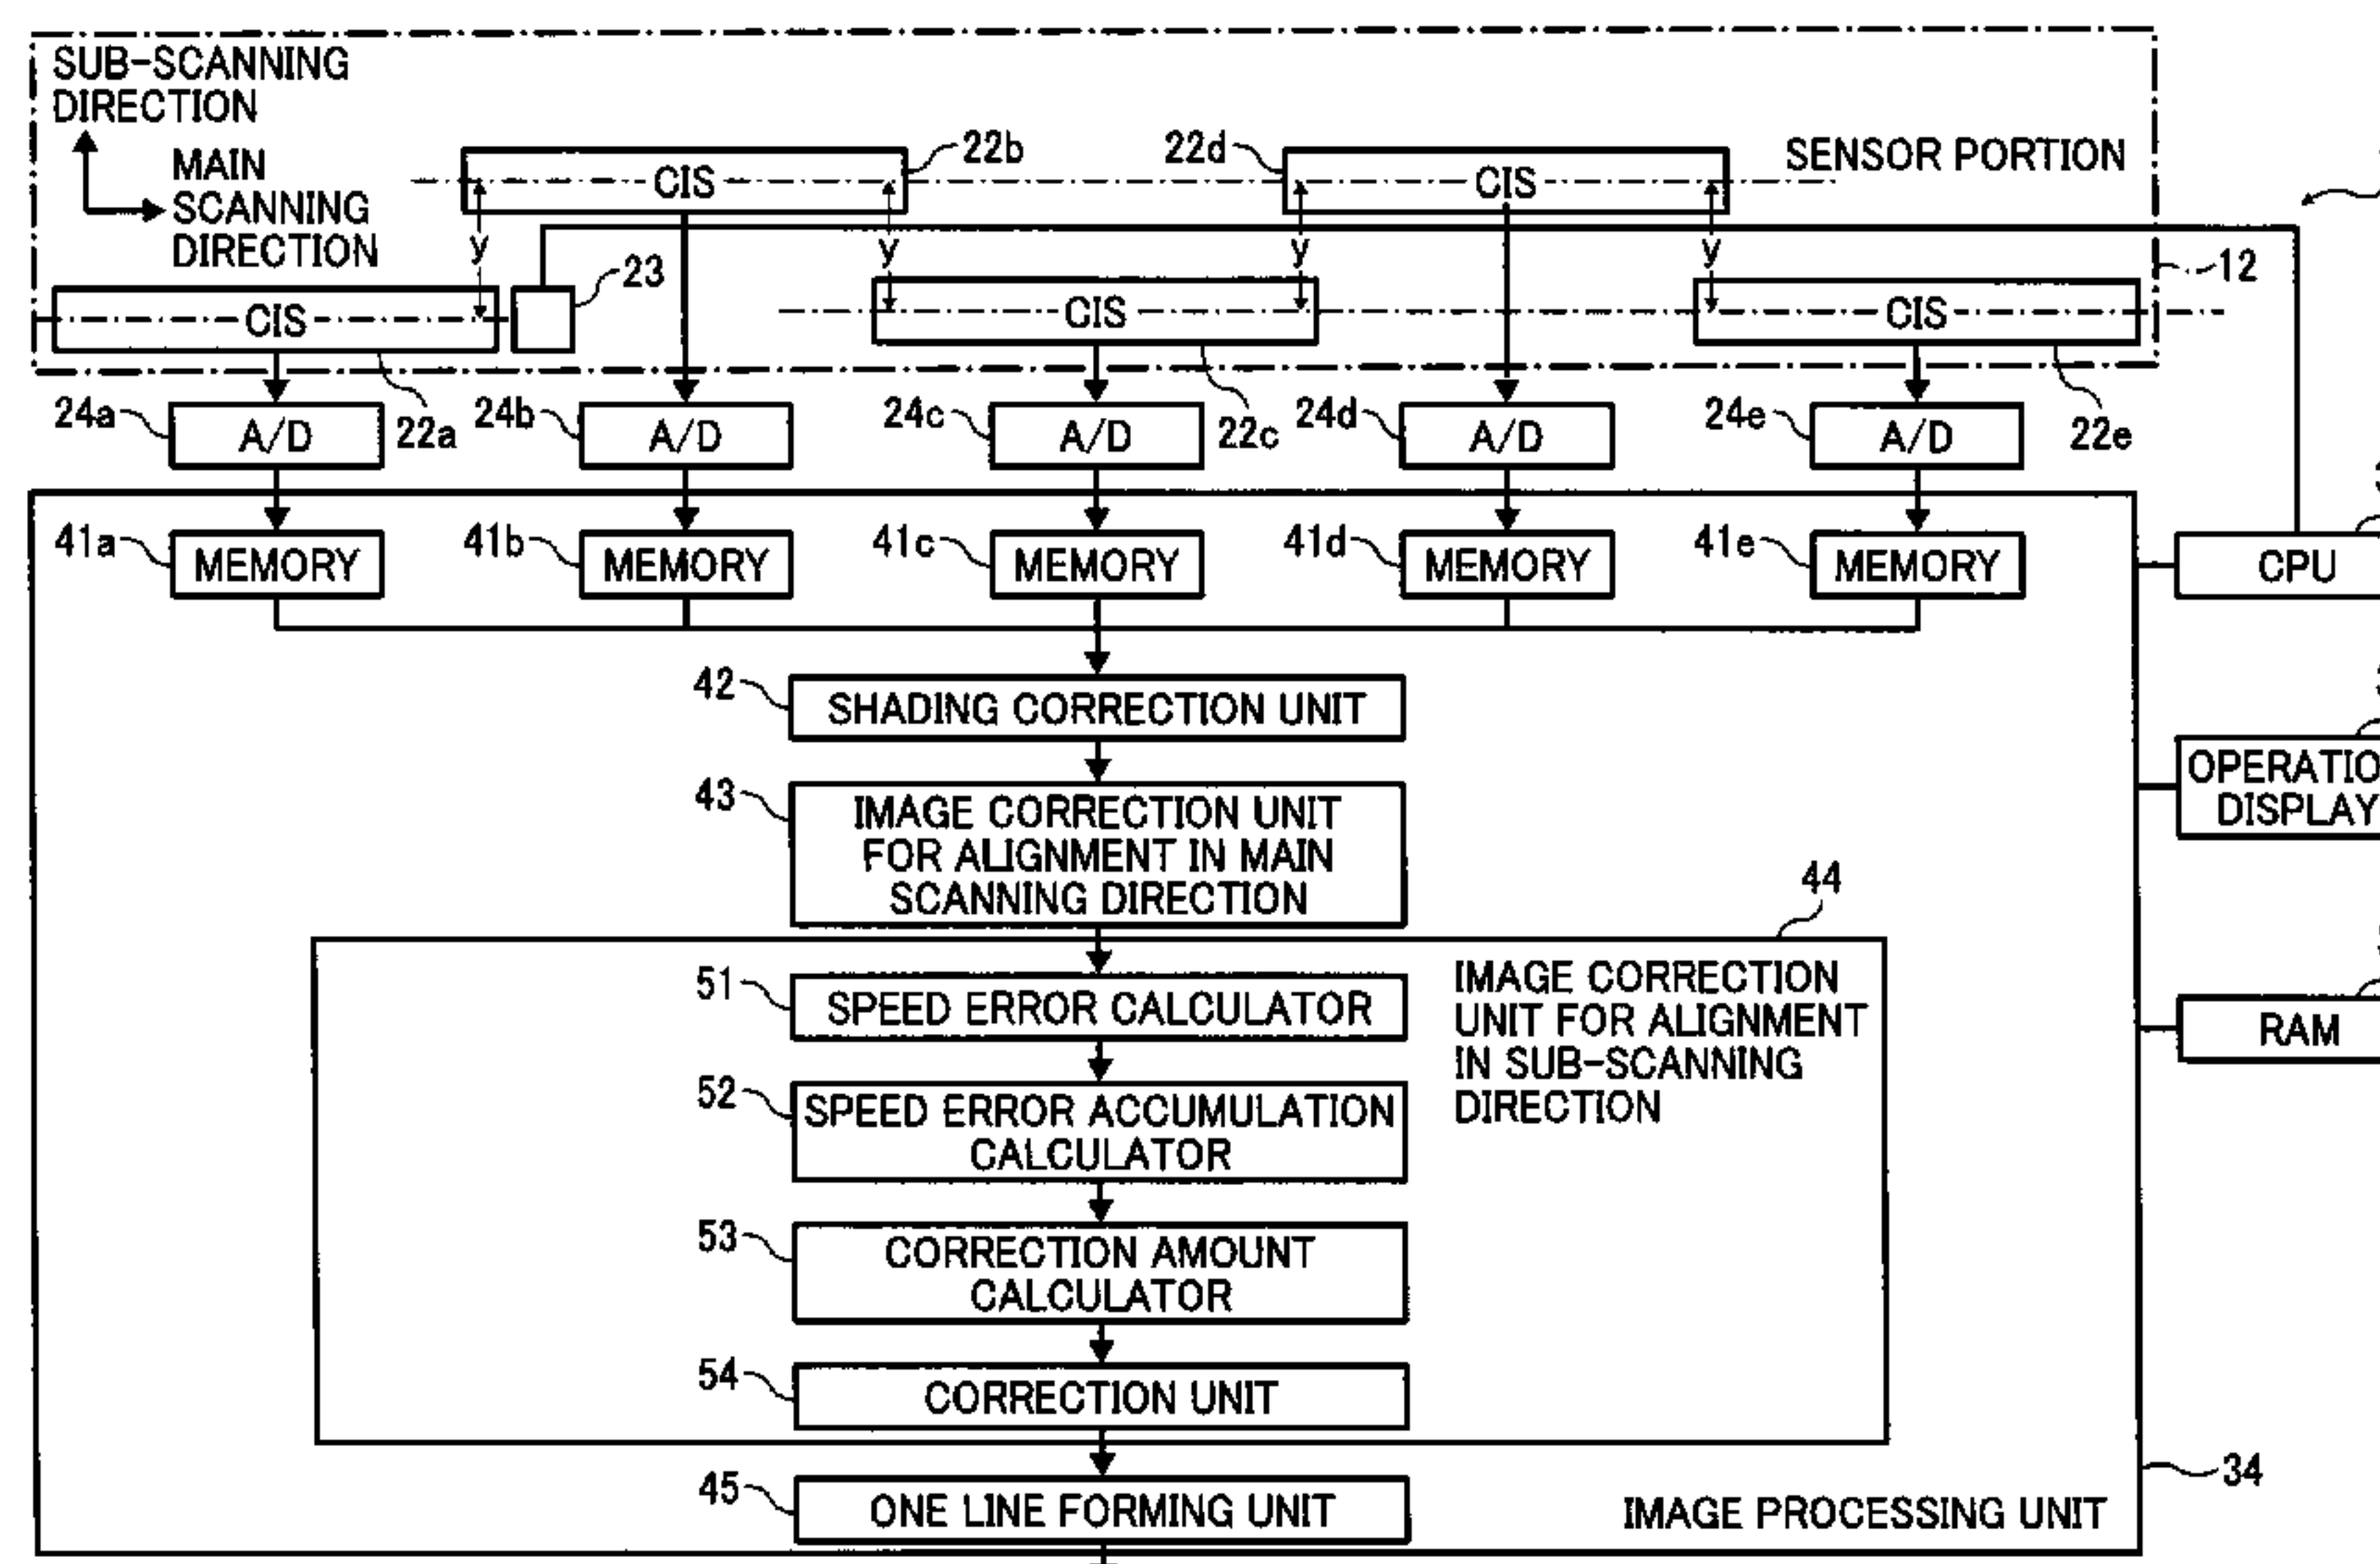 SUB-SCANNING
DIRECTION
MAIN
SCANNING
DIRECTION
CIS
22b
22d
CIS
SENSOR PORTION
y
y
y
y
23
12
CIS
CIS
CIS
24a
A/D
22a
24b
A/D
24c
A/D
22c
24d
A/D
24e
A/D
22e
41a
MEMORY
41b
MEMORY
41c
MEMORY
41d
MEMORY
41e
MEMORY
CPU
42
SHADING CORRECTION UNIT
43
IMAGE CORRECTION UNIT
FOR ALIGNMENT IN MAIN
SCANNING DIRECTION
OPERATIO
DISPLAY
44
51
SPEED ERROR CALCULATOR
IMAGE CORRECTION
UNIT FOR ALIGNMENT
IN SUB-SCANNING
DIRECTION
RAM
52
SPEED ERROR ACCUMULATION
CALCULATOR
53
CORRECTION AMOUNT
CALCULATOR
54
CORRECTION UNIT
45
ONE LINE FORMING UNIT
IMAGE PROCESSING UNIT
34